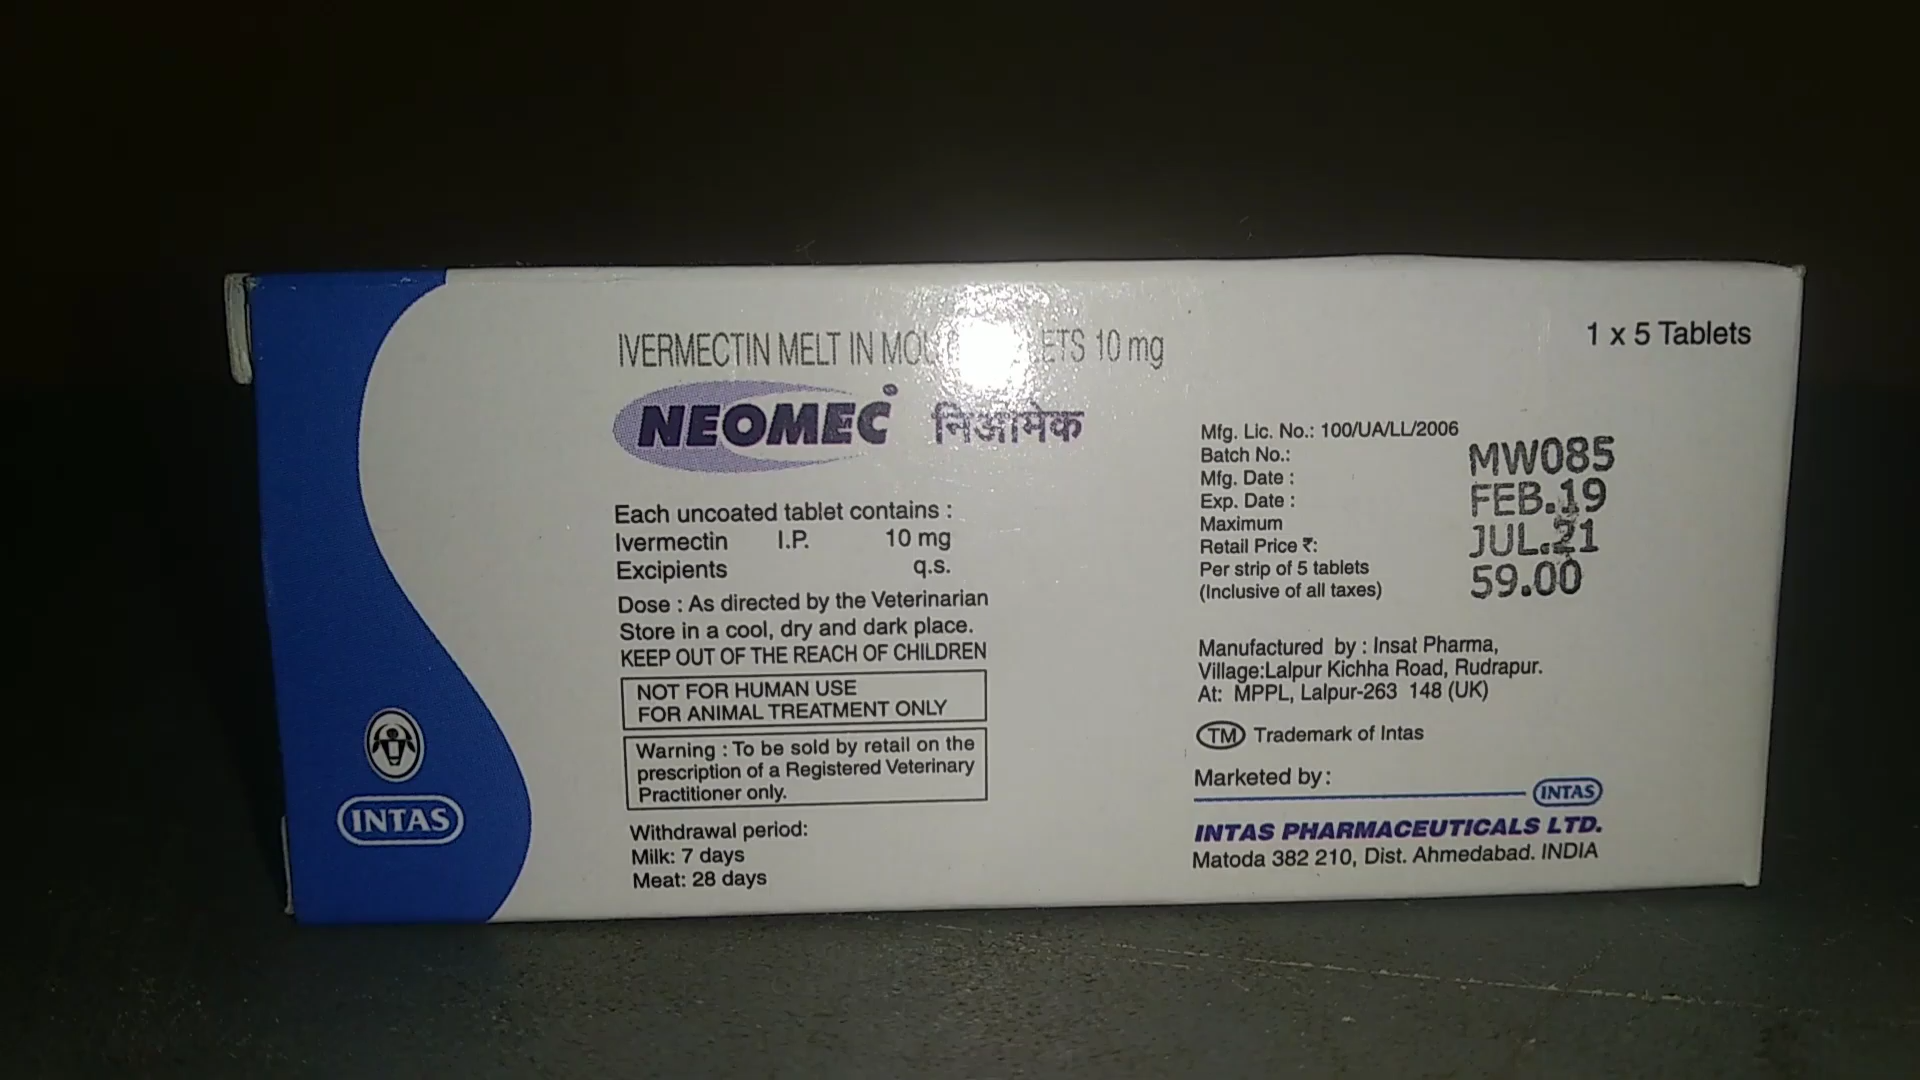 IVERMECTIN MELT IN 10 mg
1 x 5 Tablets
NEOMEC® निओमेक
Each uncoated tablet contains :
Ivermectin I.P. 10 mg
Excipients q.s.
Dose : As directed by the Veterinarian
Store in a cool, dry and dark place.
KEEP OUT OF THE REACH OF CHILDREN
NOT FOR HUMAN USE
FOR ANIMAL TREATMENT ONLY
Warning : To be sold by retail on the
prescription of a Registered Veterinary
Practitioner only.
Withdrawal period:
Milk: 7 days
Meat: 28 days
INTAS
Mfg. Lic. No.: 100/UA/LL/2006
Batch No.: MW085
Mfg. Date : FEB.19
Exp. Date : JUL.21
Maximum
Retail Price ₹: 59.00
Per strip of 5 tablets
(Inclusive of all taxes)
Manufactured by : Insat Pharma,
Village:Lalpur Kichha Road, Rudrapur.
At: MPPL, Lalpur-263 148 (UK)
TM Trademark of Intas
Marketed by:
INTAS
INTAS PHARMACEUTICALS LTD.
Matoda 382 210, Dist. Ahmedabad. INDIA